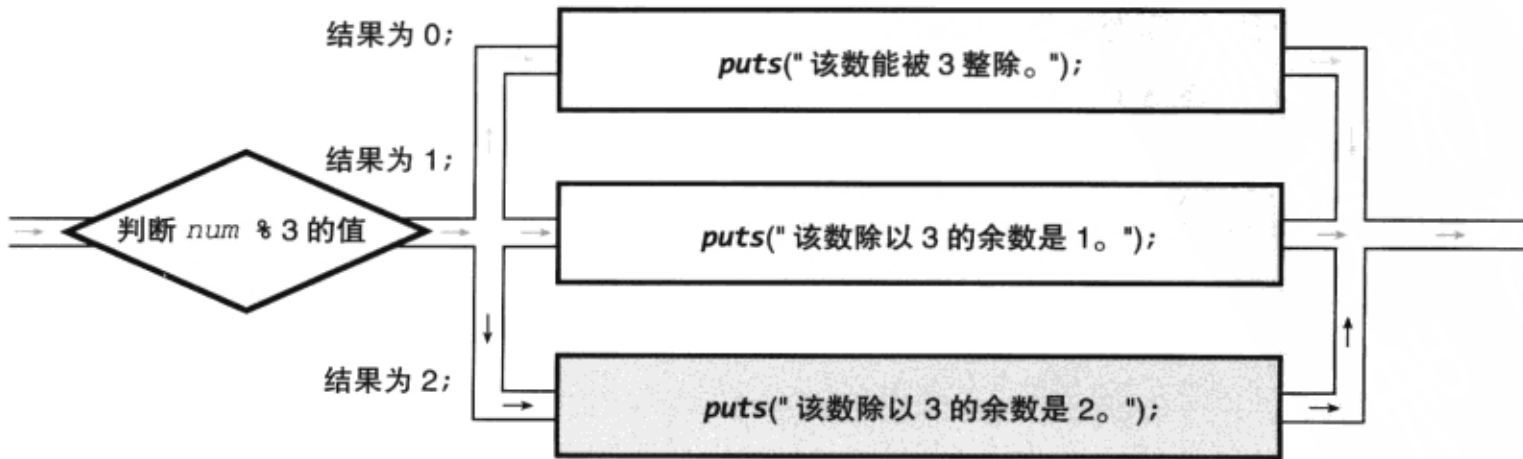 结果为 0;
puts("该数能被 3 整除。");
结果为 1;
判断 num % 3 的值
puts("该数除以 3 的余数是 1。");
结果为 2;
puts("该数除以 3 的余数是 2。");